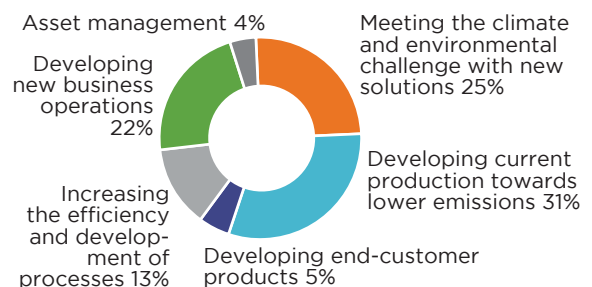 Asset management 4%
Meeting the climate
and environmental
challenge with new
solutions 25%
Developing
new business
operations
22%
Developing current
production towards
lower emissions 31%
Increasing
the efficiency
and develop-
ment of
processes 13%
Developing end-customer
products 5%